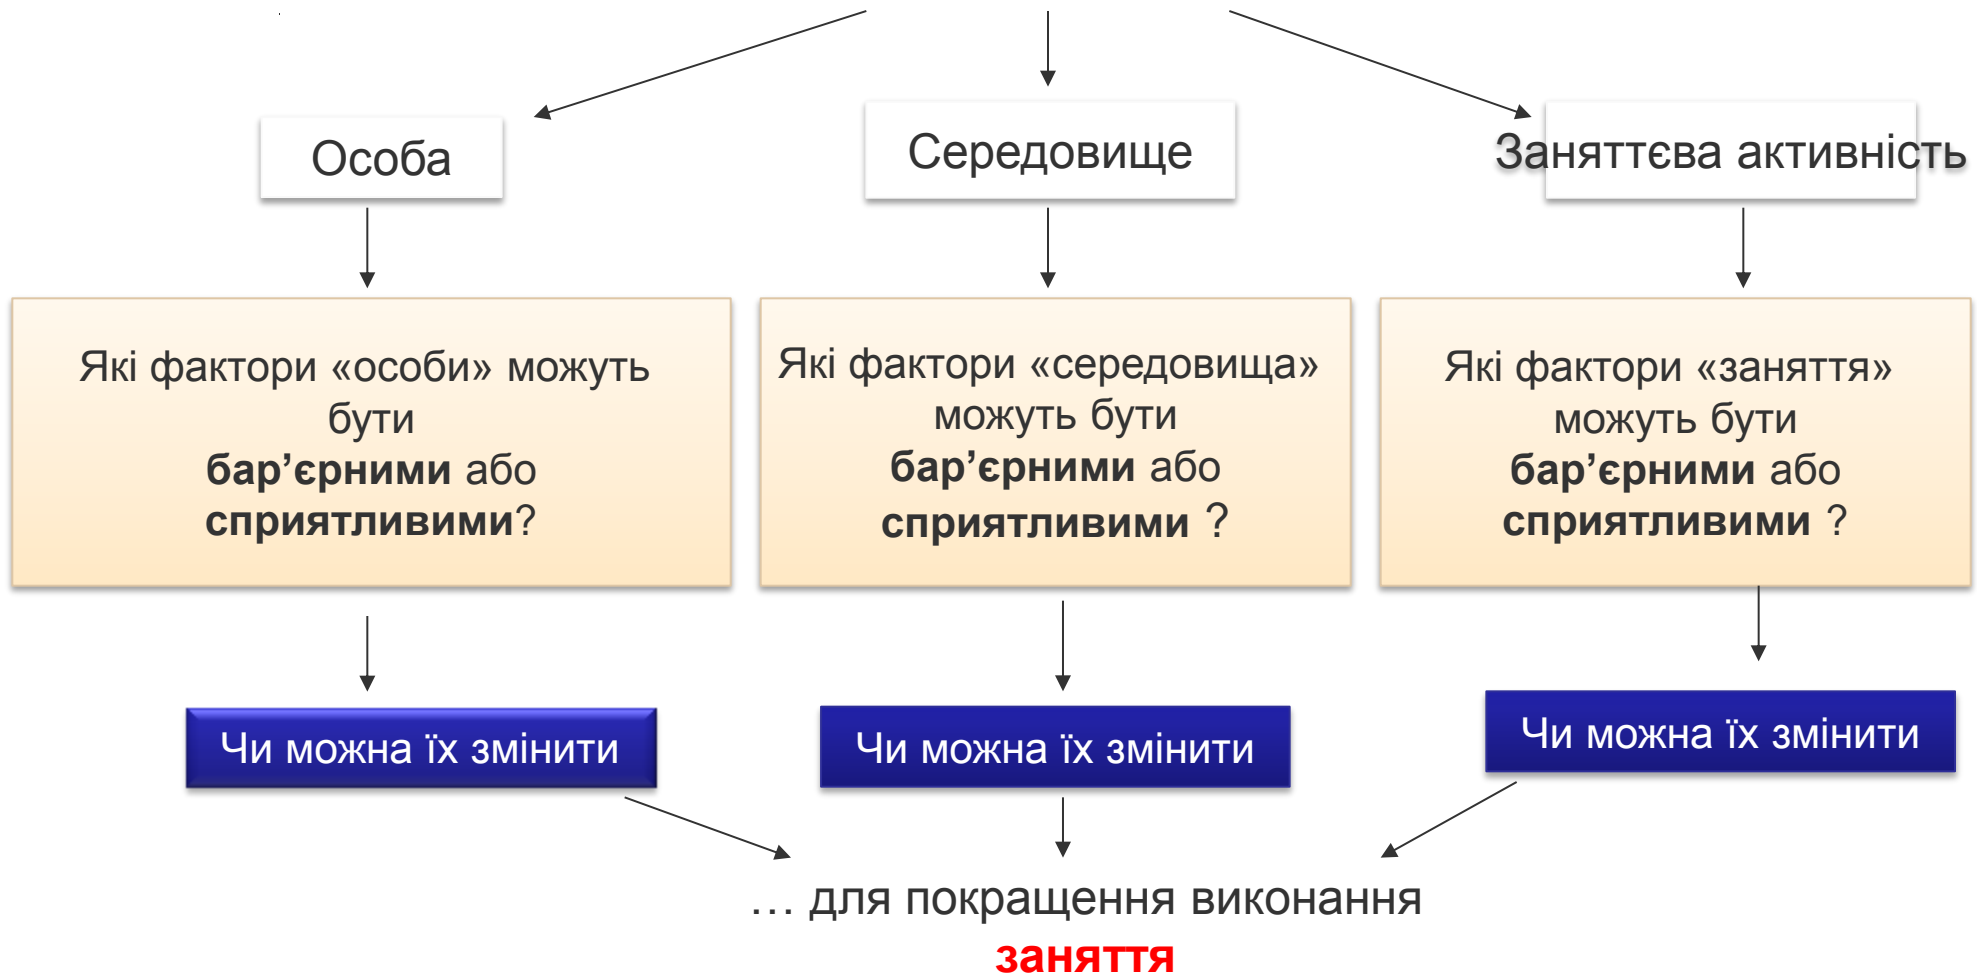 Особа
Середовище
Заняттєва активність
Які фактори «особи» можуть
бути
бар’єрними або
сприятливими?
Які фактори «середовища»
можуть бути
бар’єрними або
сприятливими ?
Які фактори «заняття»
можуть бути
бар’єрними або
сприятливими ?
Чи можна їх змінити
Чи можна їх змінити
Чи можна їх змінити
… для покращення виконання
заняття